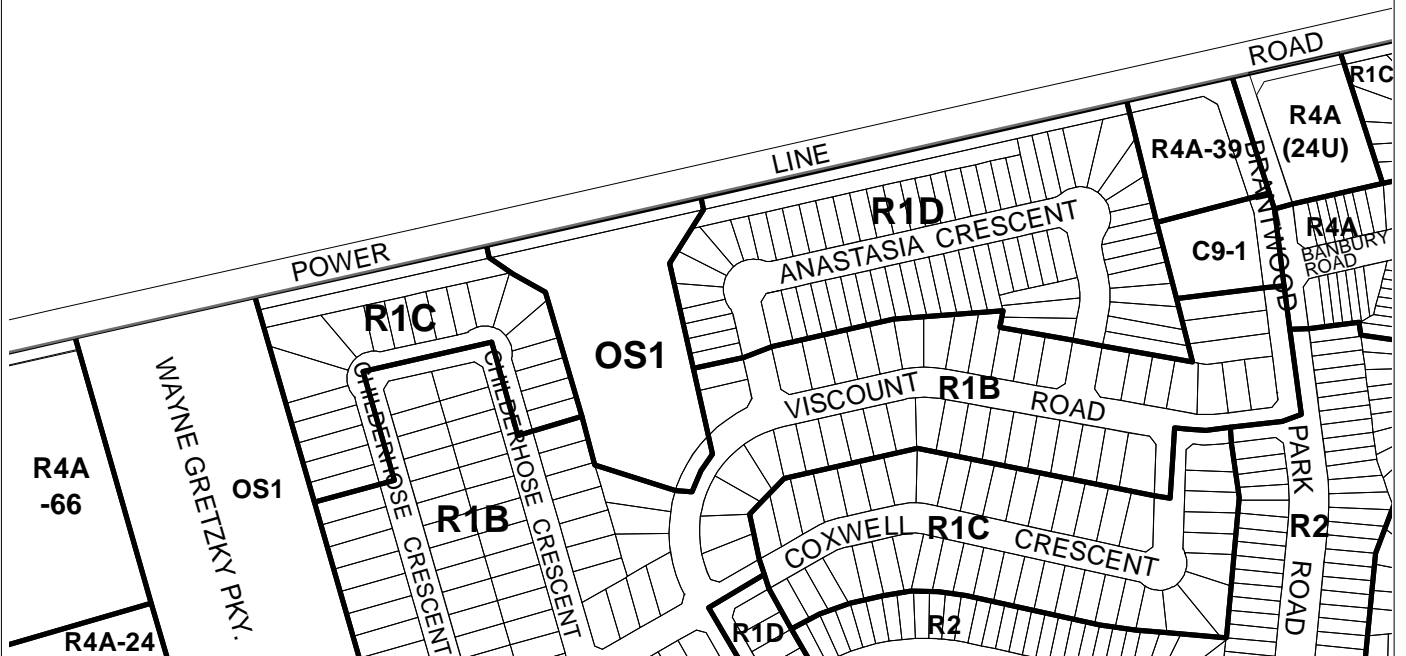 ROAD
R1C
R4A
(24U)
R4A-39
BRANTWOOD
LINE
R1D
ANASTASIA CRESCENT
R4A
BANBURY
ROAD
C9-1
POWER
R1C
OS1
CHILDERHOSE CRESCENT
CHILDERHOSE CRESCENT
WAYNE GRETZKY PKY.
VISCOUNT ROAD
R1B
R4A
-66
OS1
R1B
PARK ROAD
R2
COXWELL CRESCENT
R1C
R1D
R2
R4A-24